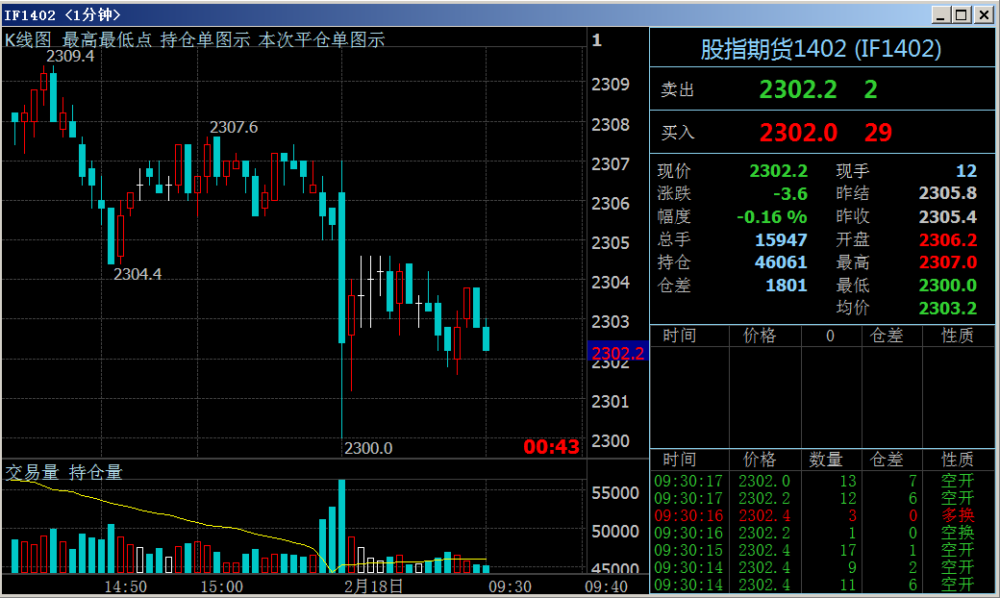 IF1402 <1分钟>
K线图 最高最低点 持仓单图示 本次平仓单图示
1
2309.4
2309
2308
2307.6
2307
2306
2305
2304.4
2304
2303
2302.2
2302
2301
2300.0
2300
00:43
交易量 持仓量
55000
50000
45000
14:50 15:00 2月18日 09:30 09:40
股指期货1402 (IF1402)
卖出 2302.2 2
买入 2302.0 29
现价 2302.2 现手 12
涨跌 -3.6 昨结 2305.8
幅度 -0.16 % 昨收 2305.4
总手 15947 开盘 2306.2
持仓 46061 最高 2307.0
仓差 1801 最低 2300.0
均价 2303.2
时间 价格 0 仓差 性质
时间 价格 数量 仓差 性质
09:30:17 2302.0 13 7 空开
09:30:17 2302.2 12 6 空开
09:30:16 2302.4 3 0 多换
09:30:16 2302.2 1 0 空换
09:30:15 2302.4 17 1 空开
09:30:14 2302.4 9 2 空开
09:30:14 2302.4 11 6 空开